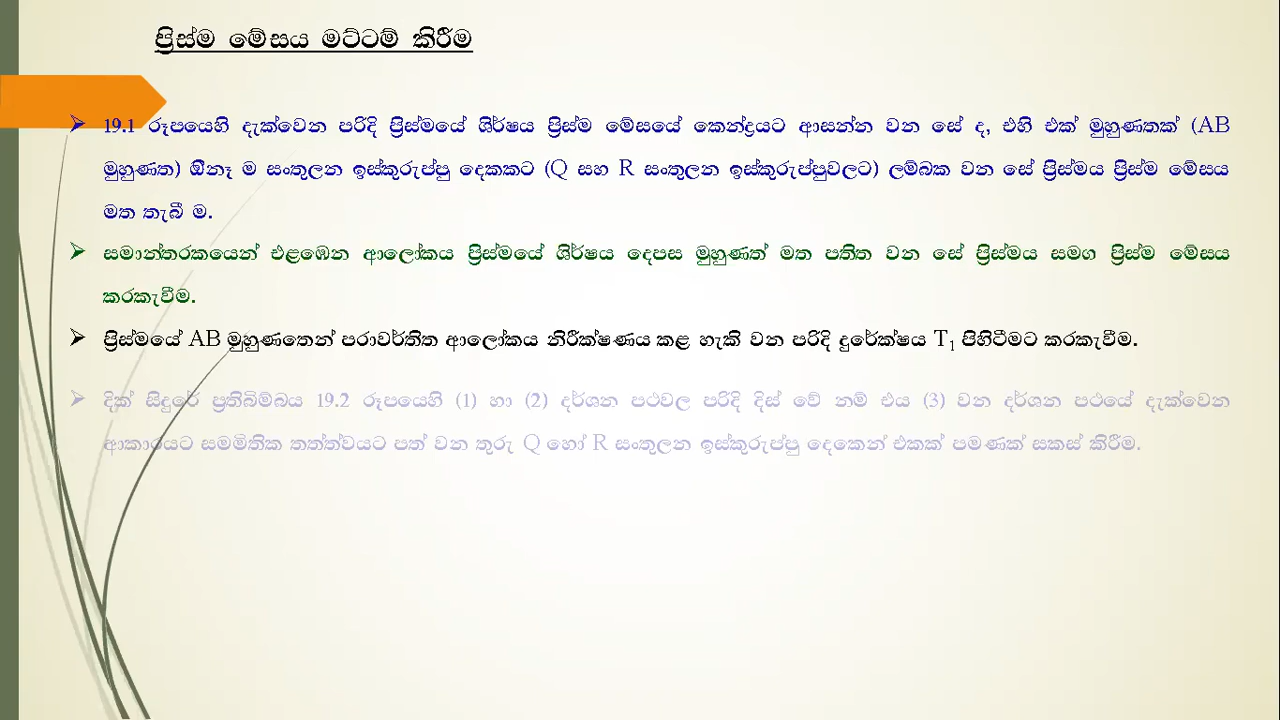 ප්‍රිස්ම මේසය මට්ටම් කිරීම
➢ 19.1 රූපයෙහි දැක්වෙන පරිදි ප්‍රිස්මයේ ශිර්ෂය ප්‍රිස්ම මේසයේ කෙන්ද්‍රයට ආසන්න වන සේ ද, එහි එක් මුහුණතක් (AB
මුහුණත) ඕනෑ ම සංතුලන ඉස්කුරුප්පු දෙකකට (Q සහ R සංතුලන ඉස්කුරුප්පුවලට) ලම්බක වන සේ ප්‍රිස්මය ප්‍රිස්ම මේසය
මත තැබී ම.
➢ සමාන්තරකයෙන් එළඹෙන ආලෝකය ප්‍රිස්මයේ ශිර්ෂය දෙපස මුහුණත් මත පතිත වන සේ ප්‍රිස්මය සමග ප්‍රිස්ම මේසය
කරකැවීම.
➢ ප්‍රිස්මයේ AB මුහුණතෙන් පරාවර්තිත ආලෝකය නිරීක්ෂණය කළ හැකි වන පරිදි දුරේක්ෂය T₁ පිහිටීමට කරකැවීම.
➢ දික් සිදුරේ ප්‍රතිබිම්බය 19.2 රූපයෙහි (1) හා (2) දර්ශන පථවල පරිදි දිස් වේ නම් එය (3) වන දර්ශන පථයේ දැක්වෙන
ආකාරයට සමමිතික තත්ත්වයට පත් වන තුරු Q හෝ R සංතුලන ඉස්කුරුප්පු දෙකෙන් එකක් පමණක් සකස් කිරීම.